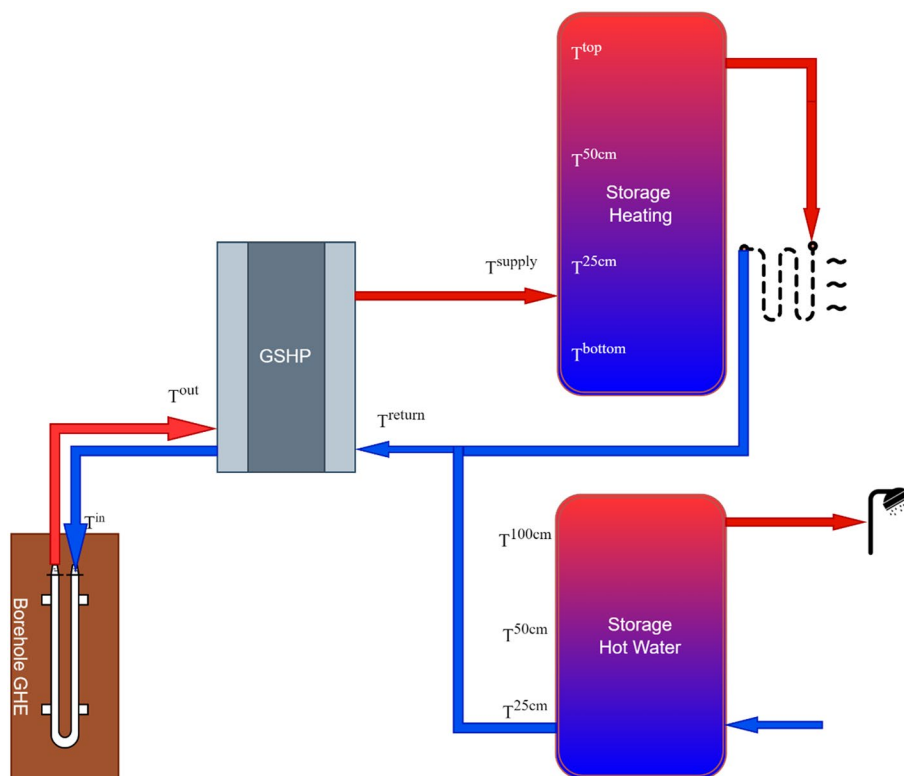 T^top
T^50cm
Storage
Heating
T^supply
T^25cm
GSHP
T^bottom
T^out
T^return
T^in
T^100cm
Storage
Hot Water
T^50cm
T^25cm
Borehole GHE